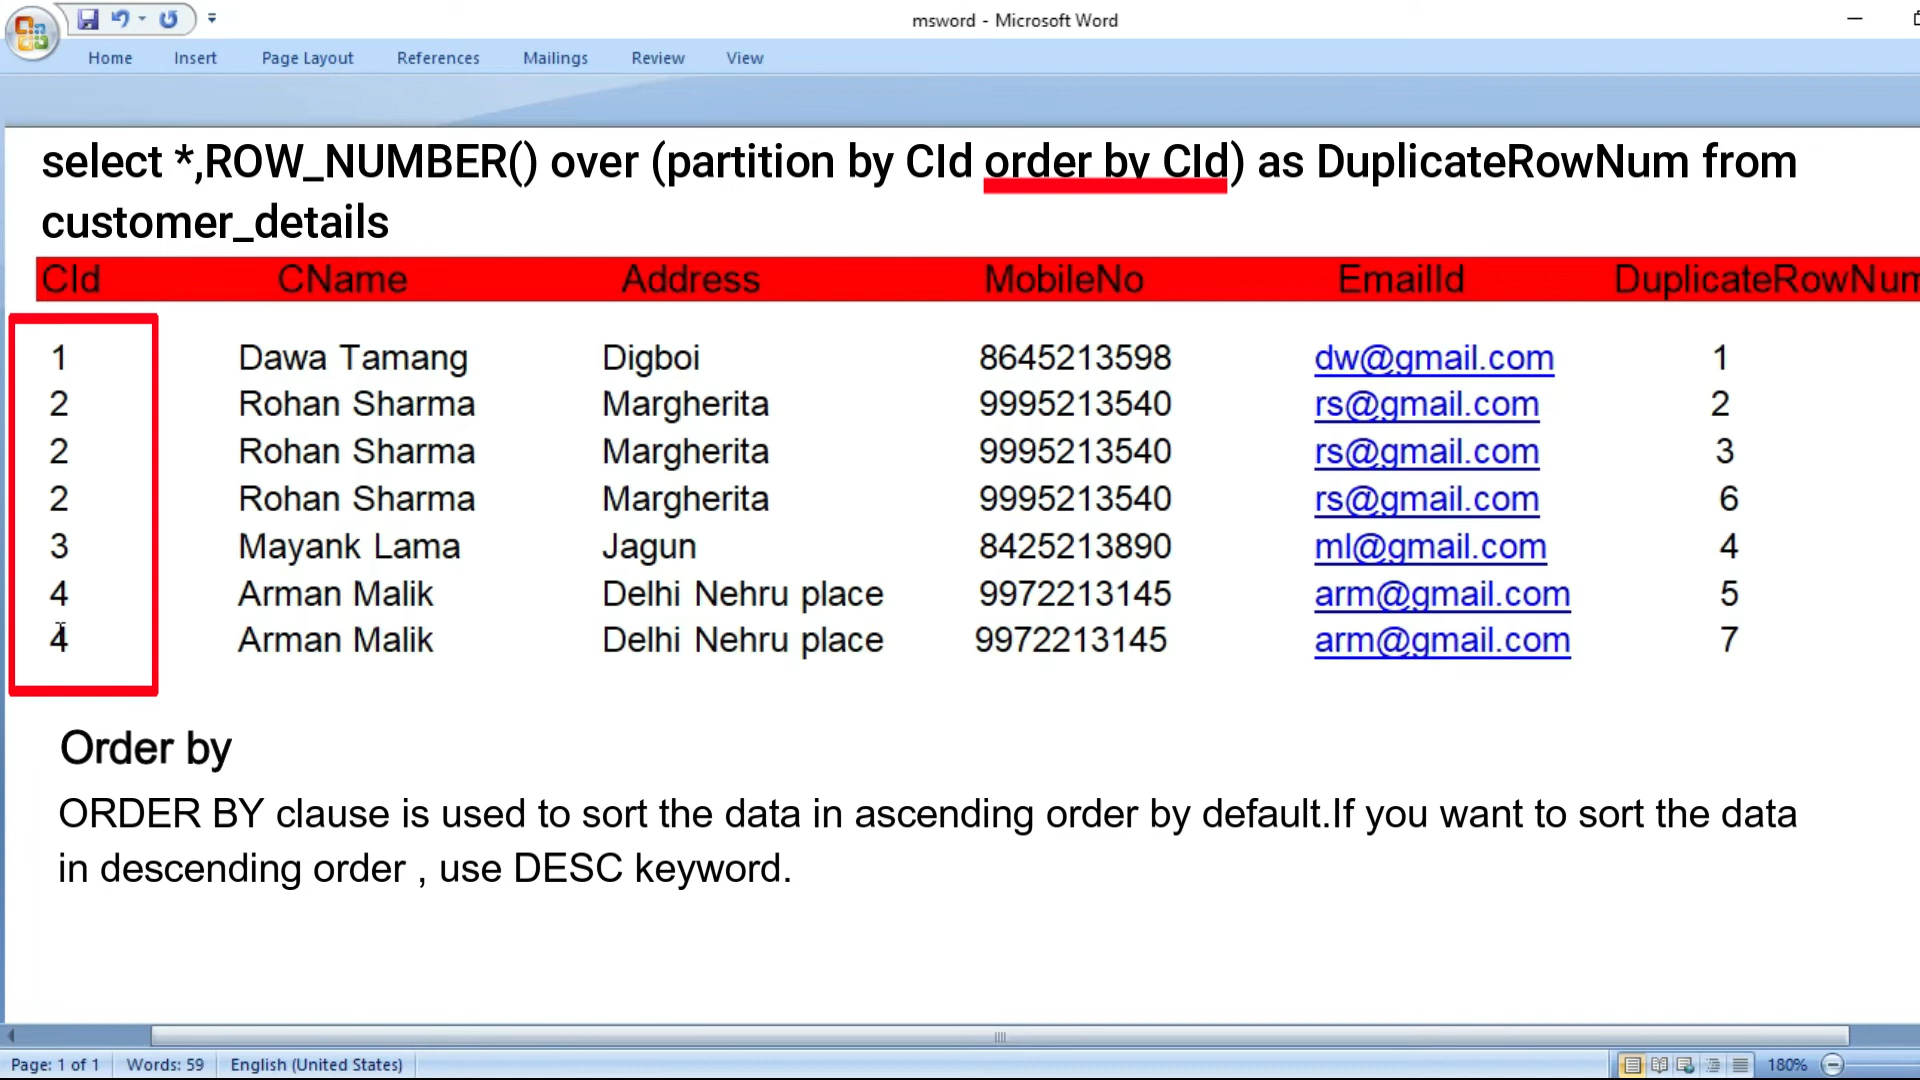 msword - Microsoft Word
Home Insert Page Layout References Mailings Review View
select *,ROW_NUMBER() over (partition by CId order by CId) as DuplicateRowNum from
customer_details
CId CName Address MobileNo EmailId DuplicateRowNum
1 Dawa Tamang Digboi 8645213598 dw@gmail.com 1
2 Rohan Sharma Margherita 9995213540 rs@gmail.com 2
2 Rohan Sharma Margherita 9995213540 rs@gmail.com 3
2 Rohan Sharma Margherita 9995213540 rs@gmail.com 6
3 Mayank Lama Jagun 8425213890 ml@gmail.com 4
4 Arman Malik Delhi Nehru place 9972213145 arm@gmail.com 5
4 Arman Malik Delhi Nehru place 9972213145 arm@gmail.com 7
Order by
ORDER BY clause is used to sort the data in ascending order by default.If you want to sort the data
in descending order , use DESC keyword.
Page: 1 of 1 Words: 59 English (United States) 180%